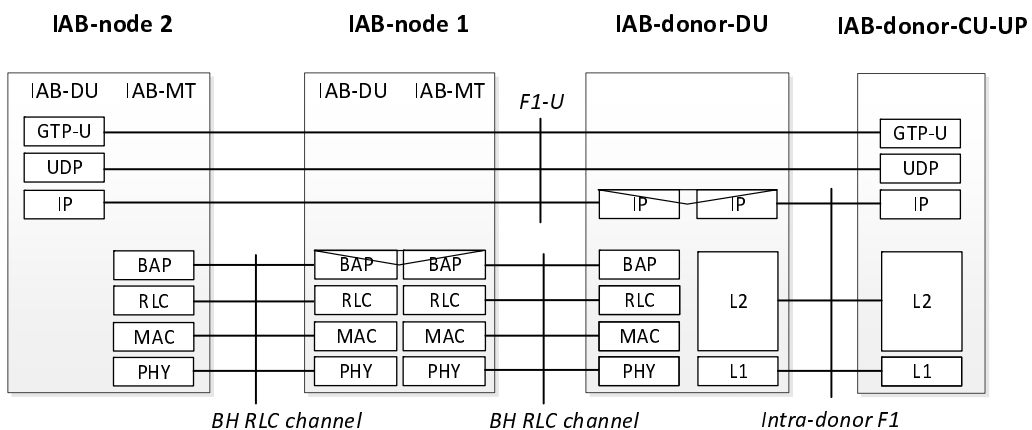 IAB-node 2 IAB-node 1 IAB-donor-DU IAB-donor-CU-UP
IAB-DU IAB-MT IAB-DU IAB-MT
F1-U
GTP-U GTP-U
UDP UDP
IP IP IP IP
BAP BAP BAP BAP
RLC RLC RLC RLC L2 L2
MAC MAC MAC MAC
PHY PHY PHY PHY L1 L1
BH RLC channel BH RLC channel Intra-donor F1